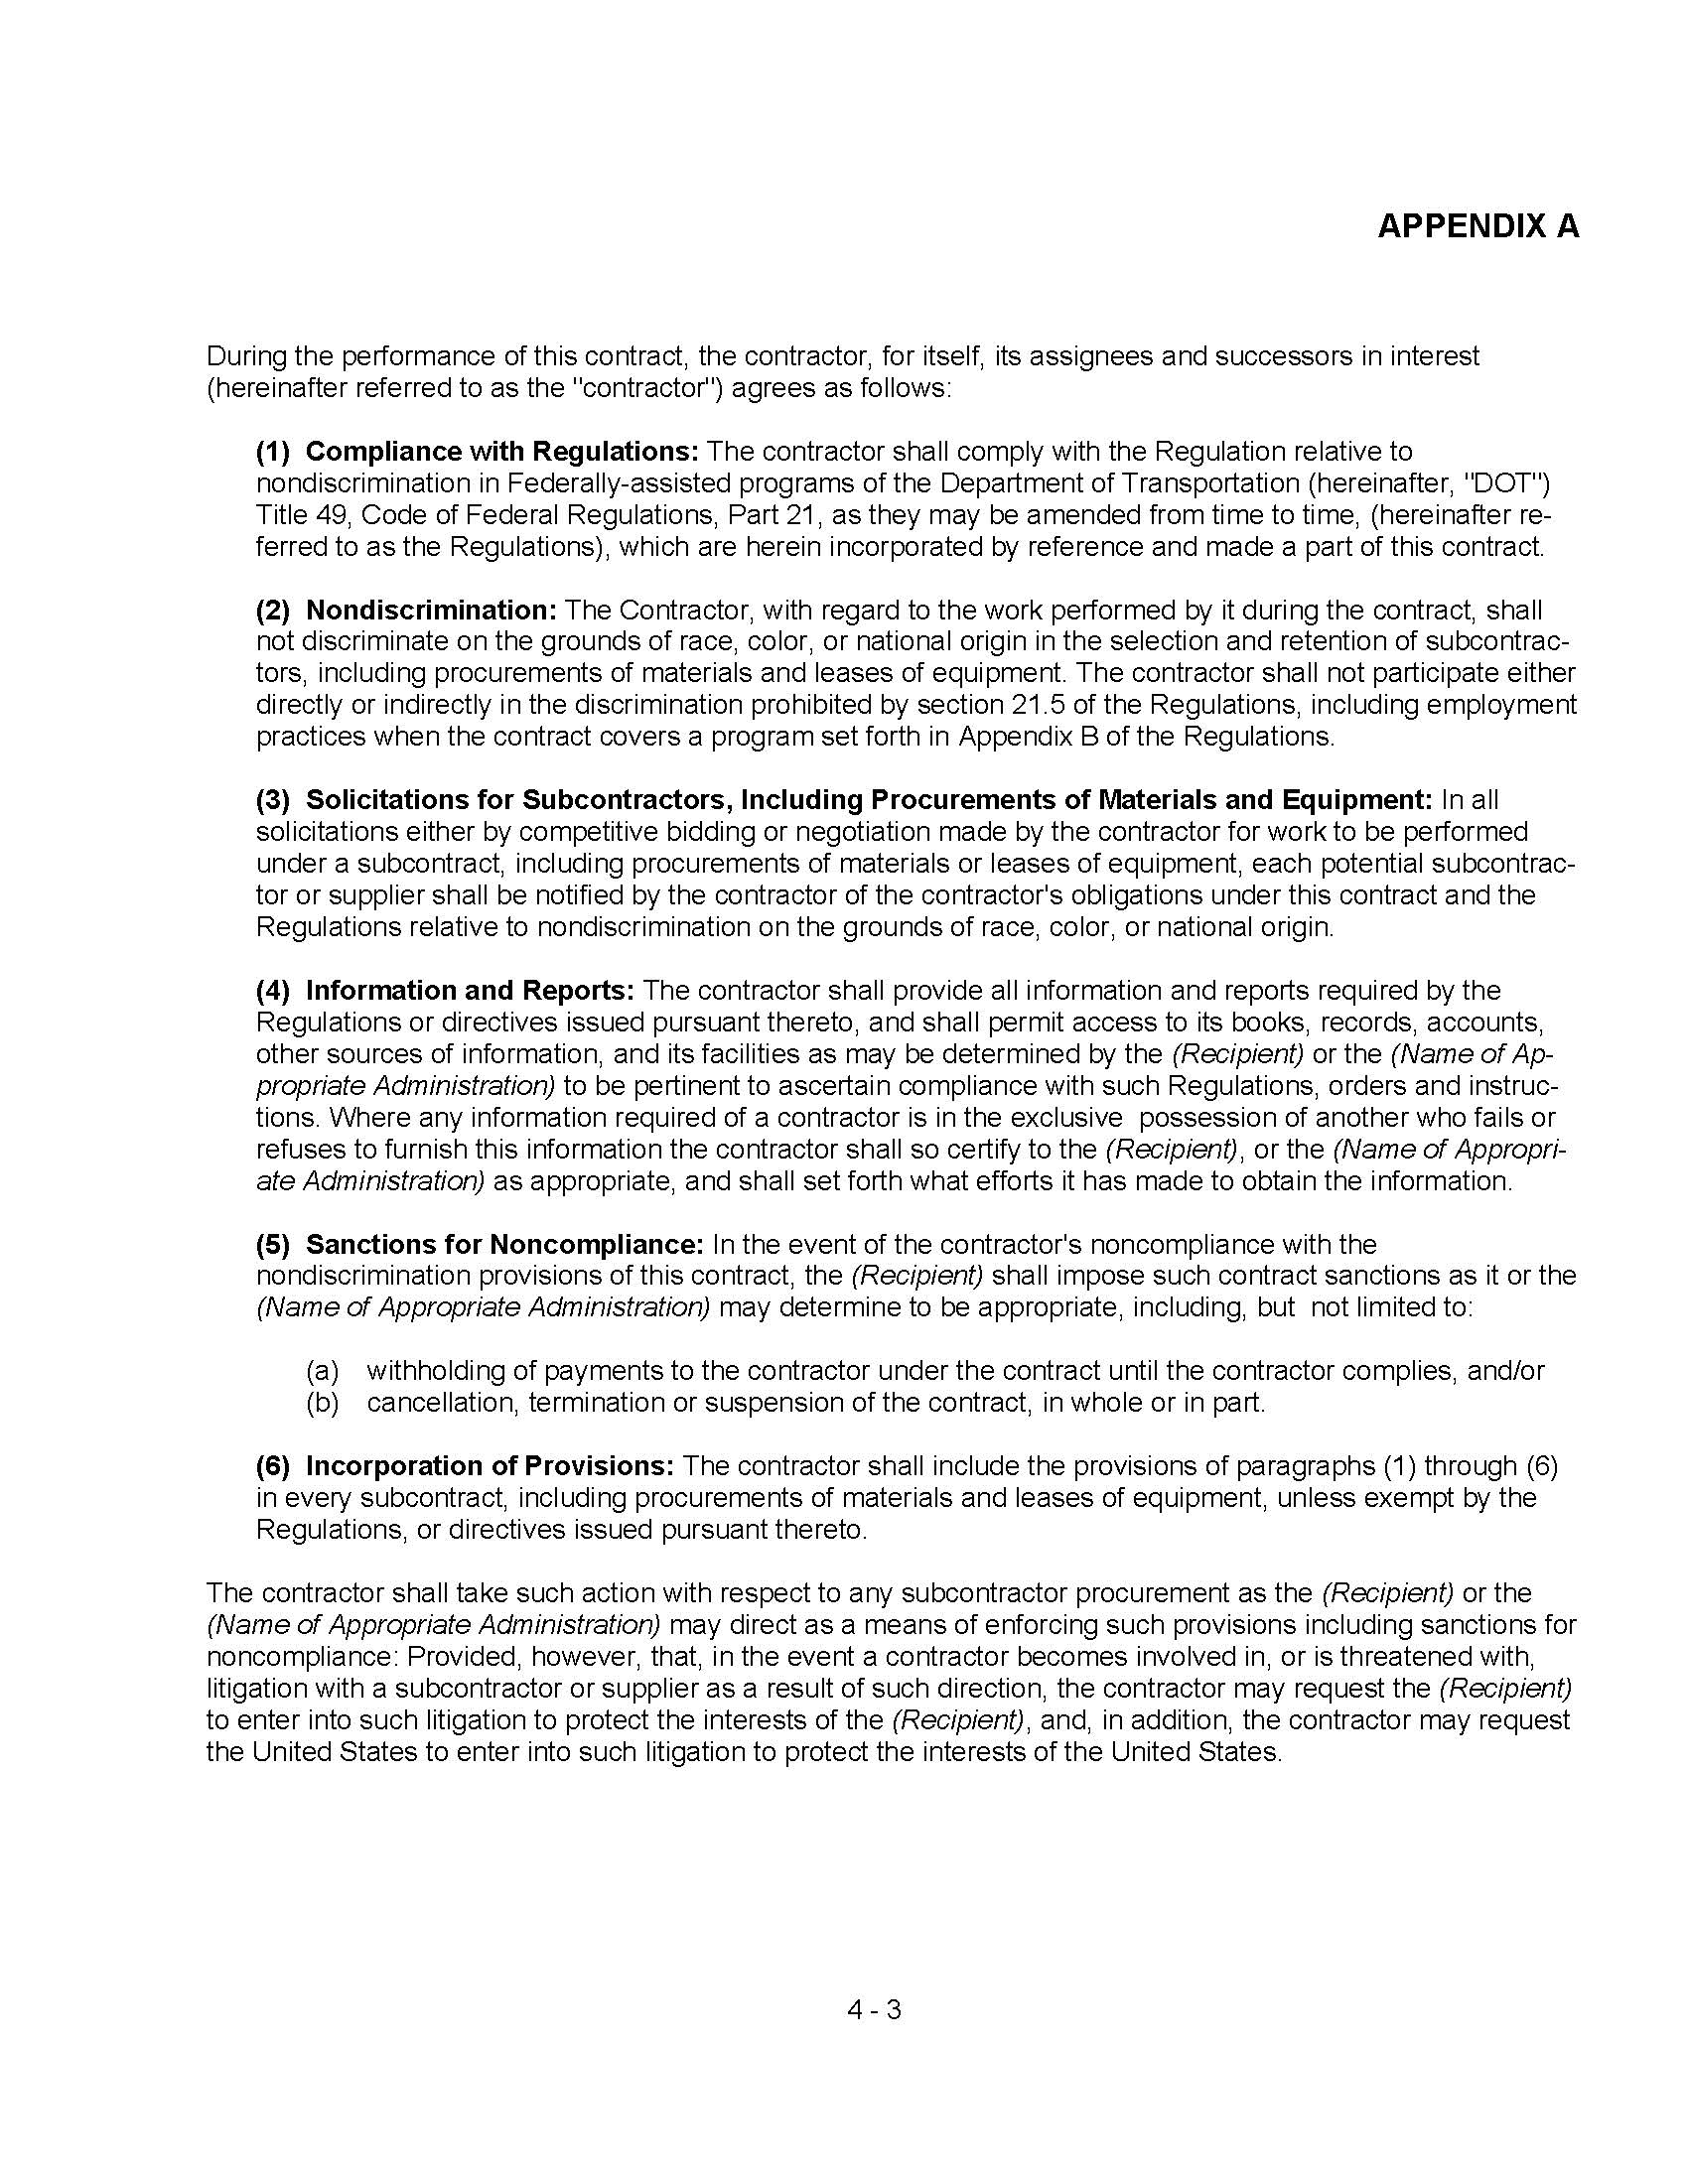 APPENDIX A
During the performance of this contract, the contractor, for itself, its assignees and successors in interest
(hereinafter referred to as the "contractor") agrees as follows:
(1) Compliance with Regulations: The contractor shall comply with the Regulation relative to
nondiscrimination in Federally-assisted programs of the Department of Transportation (hereinafter, "DOT")
Title 49, Code of Federal Regulations, Part 21, as they may be amended from time to time, (hereinafter re-
ferred to as the Regulations), which are herein incorporated by reference and made a part of this contract.
(2) Nondiscrimination: The Contractor, with regard to the work performed by it during the contract, shall
not discriminate on the grounds of race, color, or national origin in the selection and retention of subcontrac-
tors, including procurements of materials and leases of equipment. The contractor shall not participate either
directly or indirectly in the discrimination prohibited by section 21.5 of the Regulations, including employment
practices when the contract covers a program set forth in Appendix B of the Regulations.
(3) Solicitations for Subcontractors, Including Procurements of Materials and Equipment: In all
solicitations either by competitive bidding or negotiation made by the contractor for work to be performed
under a subcontract, including procurements of materials or leases of equipment, each potential subcontrac-
tor or supplier shall be notified by the contractor of the contractor's obligations under this contract and the
Regulations relative to nondiscrimination on the grounds of race, color, or national origin.
(4) Information and Reports: The contractor shall provide all information and reports required by the
Regulations or directives issued pursuant thereto, and shall permit access to its books, records, accounts,
other sources of information, and its facilities as may be determined by the (Recipient) or the (Name of Ap-
propriate Administration) to be pertinent to ascertain compliance with such Regulations, orders and instruc-
tions. Where any information required of a contractor is in the exclusive possession of another who fails or
refuses to furnish this information the contractor shall so certify to the (Recipient), or the (Name of Appropri-
ate Administration) as appropriate, and shall set forth what efforts it has made to obtain the information.
(5) Sanctions for Noncompliance: In the event of the contractor's noncompliance with the
nondiscrimination provisions of this contract, the (Recipient) shall impose such contract sanctions as it or the
(Name of Appropriate Administration) may determine to be appropriate, including, but not limited to:
(a) withholding of payments to the contractor under the contract until the contractor complies, and/or
(b) cancellation, termination or suspension of the contract, in whole or in part.
(6) Incorporation of Provisions: The contractor shall include the provisions of paragraphs (1) through (6)
in every subcontract, including procurements of materials and leases of equipment, unless exempt by the
Regulations, or directives issued pursuant thereto.
The contractor shall take such action with respect to any subcontractor procurement as the (Recipient) or the
(Name of Appropriate Administration) may direct as a means of enforcing such provisions including sanctions for
noncompliance: Provided, however, that, in the event a contractor becomes involved in, or is threatened with,
litigation with a subcontractor or supplier as a result of such direction, the contractor may request the (Recipient)
to enter into such litigation to protect the interests of the (Recipient), and, in addition, the contractor may request
the United States to enter into such litigation to protect the interests of the United States.
4 - 3